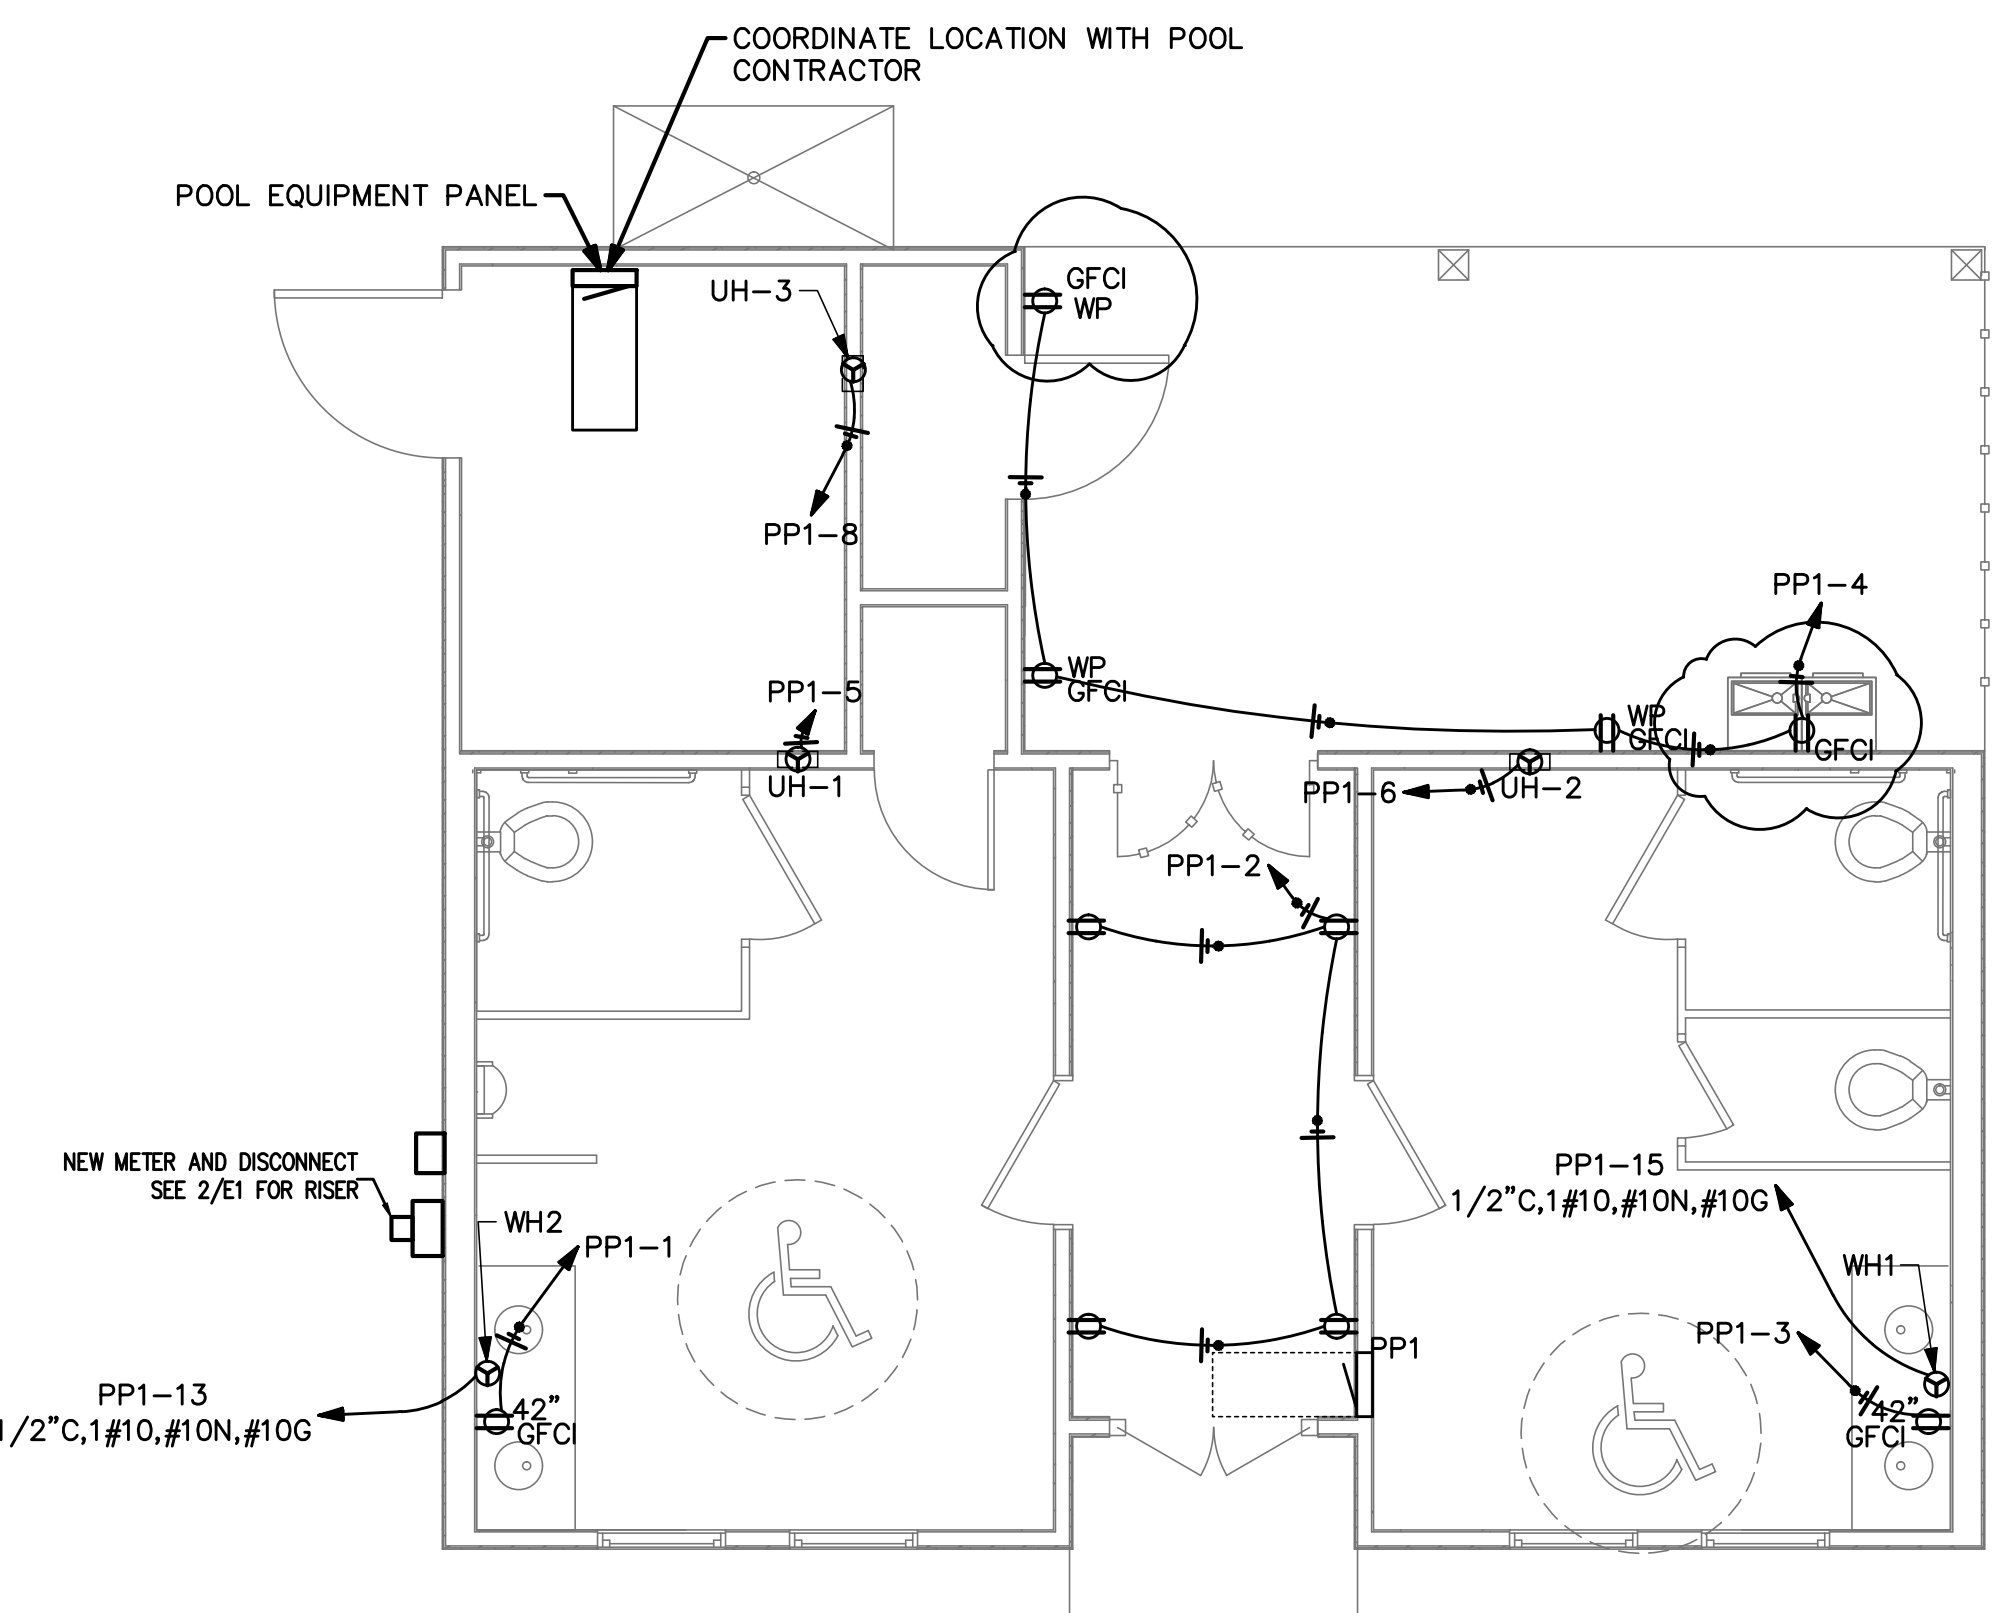 COORDINATE LOCATION WITH POOL
CONTRACTOR
POOL EQUIPMENT PANEL
GFCI
WP
UH-3
PP1-8
PP1-4
WP
GFCI
PP1-5
WP
GFCI
GFCI
UH-1
PP1-6
UH-2
PP1-2
NEW METER AND DISCONNECT
SEE 2/E1 FOR RISER
PP1-15
1/2"C,1#10,#10N,#10G
WH2
PP1-1
WH1
PP1-3
PP1
PP1-13
1/2"C,1#10,#10N,#10G
42"
GFCI
42"
GFCI